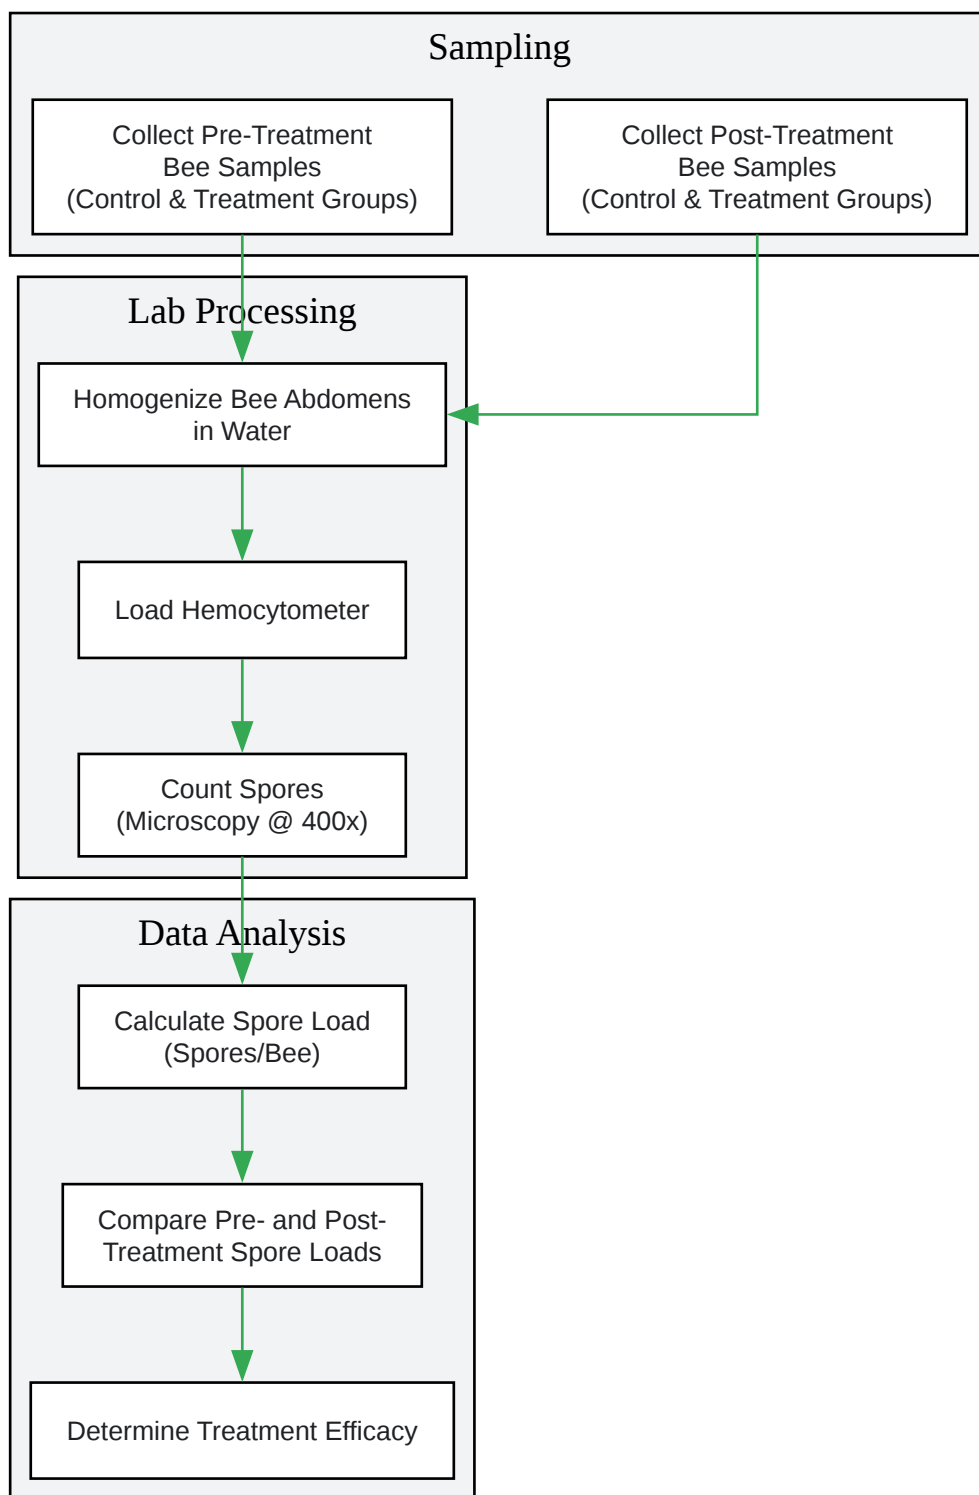 Sampling
Collect Pre-Treatment
Bee Samples
(Control & Treatment Groups)
Collect Post-Treatment
Bee Samples
(Control & Treatment Groups)
Lab Processing
Homogenize Bee Abdomens
in Water
Load Hemocytometer
Count Spores
(Microscopy @ 400x)
Data Analysis
Calculate Spore Load
(Spores/Bee)
Compare Pre- and Post-
Treatment Spore Loads
Determine Treatment Efficacy